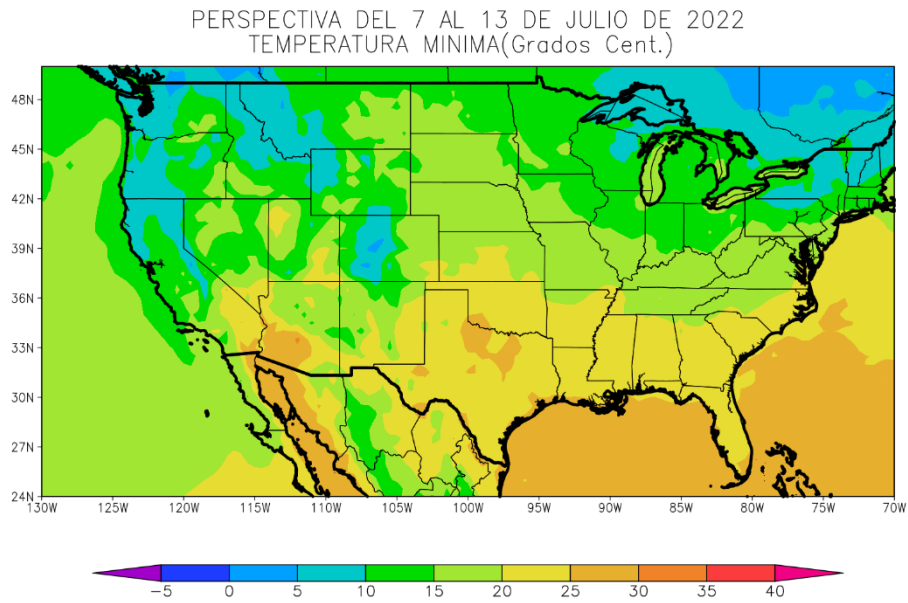 PERSPECTIVA DEL 7 AL 13 DE JULIO DE 2022
TEMPERATURA MINIMA(Grados Cent.)
48N
45N
42N
39N
36N
33N
30N
27N
24N
130W 125W 120W 115W 110W 105W 100W 95W 90W 85W 80W 75W 70W
-5 0 5 10 15 20 25 30 35 40